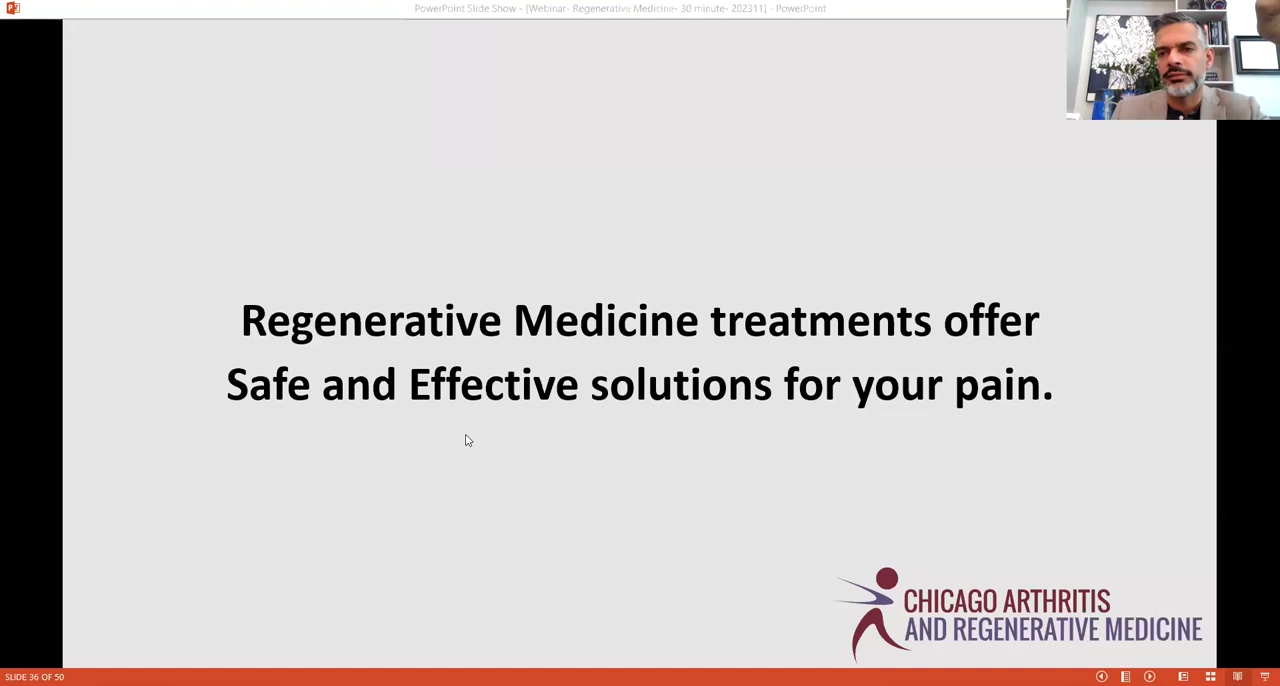 PowerPoint Slide Show - [Webinar- Regenerative Medicine- 30 minute- 202311] - PowerPoint
Regenerative Medicine treatments offer
Safe and Effective solutions for your pain.
CHICAGO ARTHRITIS
AND REGENERATIVE MEDICINE
SLIDE 36 OF 50